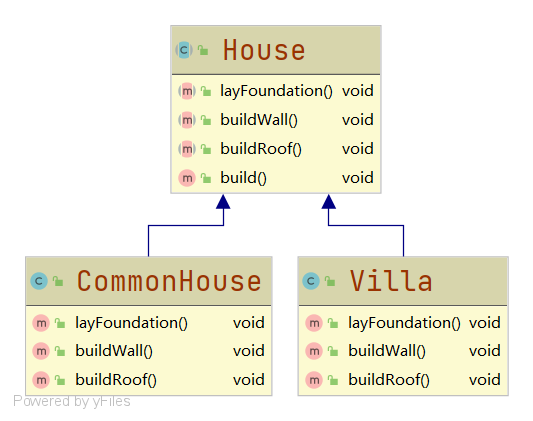 House
layFoundation() void
buildWall() void
buildRoof() void
build() void
CommonHouse
layFoundation() void
buildWall() void
buildRoof() void
Villa
layFoundation() void
buildWall() void
buildRoof() void
Powered by yFiles